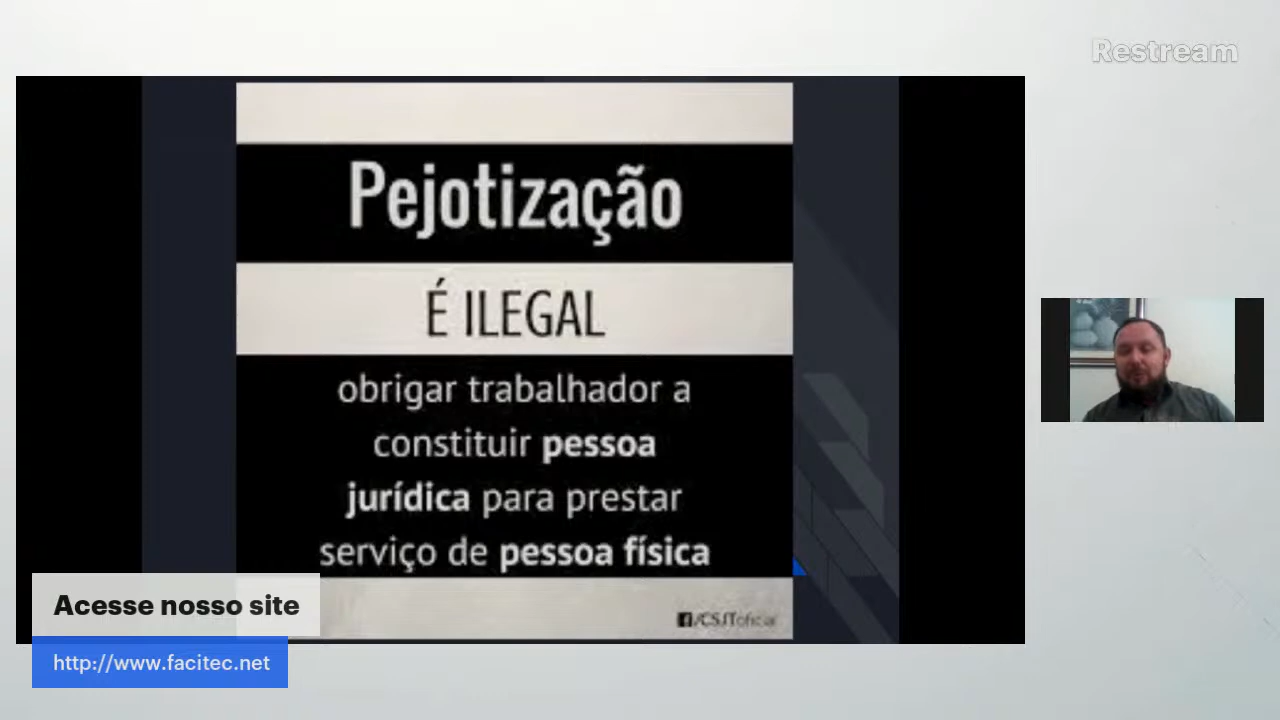 Restream
Pejotização
É ILEGAL
obrigar trabalhador a
constituir pessoa
jurídica para prestar
serviço de pessoa física
/CSJToficial
Acesse nosso site
http://www.facitec.net